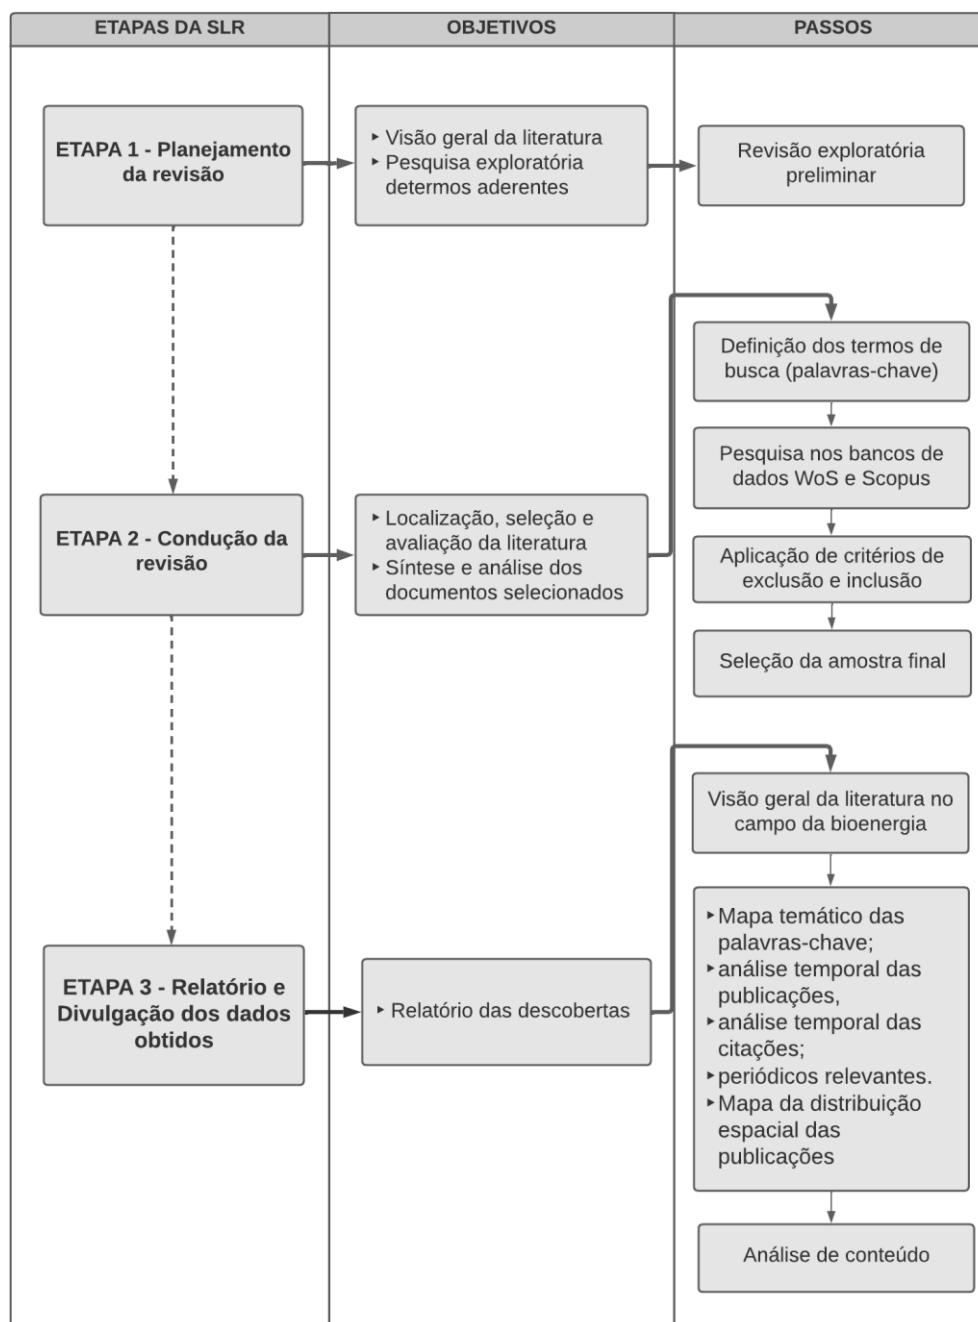 ETAPAS DA SLR
OBJETIVOS
PASSOS
ETAPA 1 - Planejamento
da revisão
‣ Visão geral da literatura
‣ Pesquisa exploratória
determos aderentes
Revisão exploratória
preliminar
Definição dos termos de
busca (palavras-chave)
Pesquisa nos bancos de
dados WoS e Scopus
ETAPA 2 - Condução da
revisão
‣ Localização, seleção e
avaliação da literatura
‣ Síntese e análise dos
documentos selecionados
Aplicação de critérios de
exclusão e inclusão
Seleção da amostra final
Visão geral da literatura no
campo da bioenergia
ETAPA 3 - Relatório e
Divulgação dos dados
obtidos
‣ Relatório das descobertas
‣ Mapa temático das
palavras-chave;
‣ análise temporal das
publicações,
‣ análise temporal das
citações;
‣ periódicos relevantes.
‣ Mapa da distribuição
espacial das
publicações
Análise de conteúdo